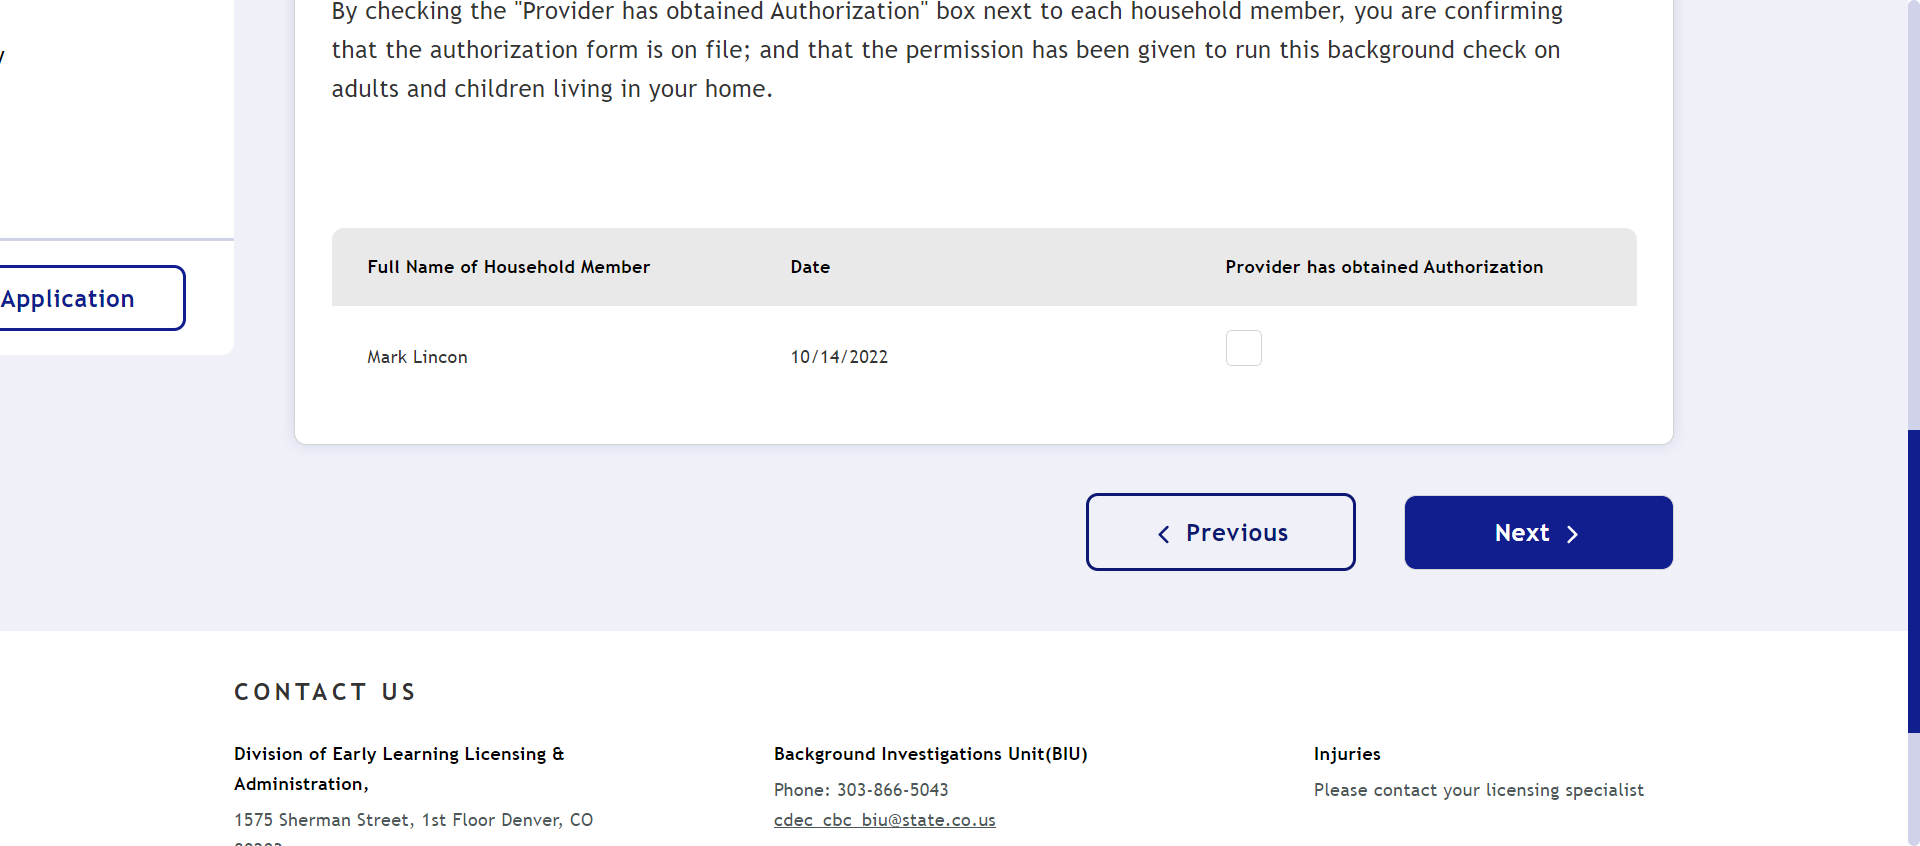 By checking the "Provider has obtained Authorization" box next to each household member, you are confirming
that the authorization form is on file; and that the permission has been given to run this background check on
adults and children living in your home.
Application
Full Name of Household Member Date Provider has obtained Authorization
Mark Lincon 10/14/2022
Previous Next
CONTACT US
Division of Early Learning Licensing &
Administration,
1575 Sherman Street, 1st Floor Denver, CO
Background Investigations Unit(BIU)
Phone: 303-866-5043
cdec_cbc_biu@state.co.us
Injuries
Please contact your licensing specialist